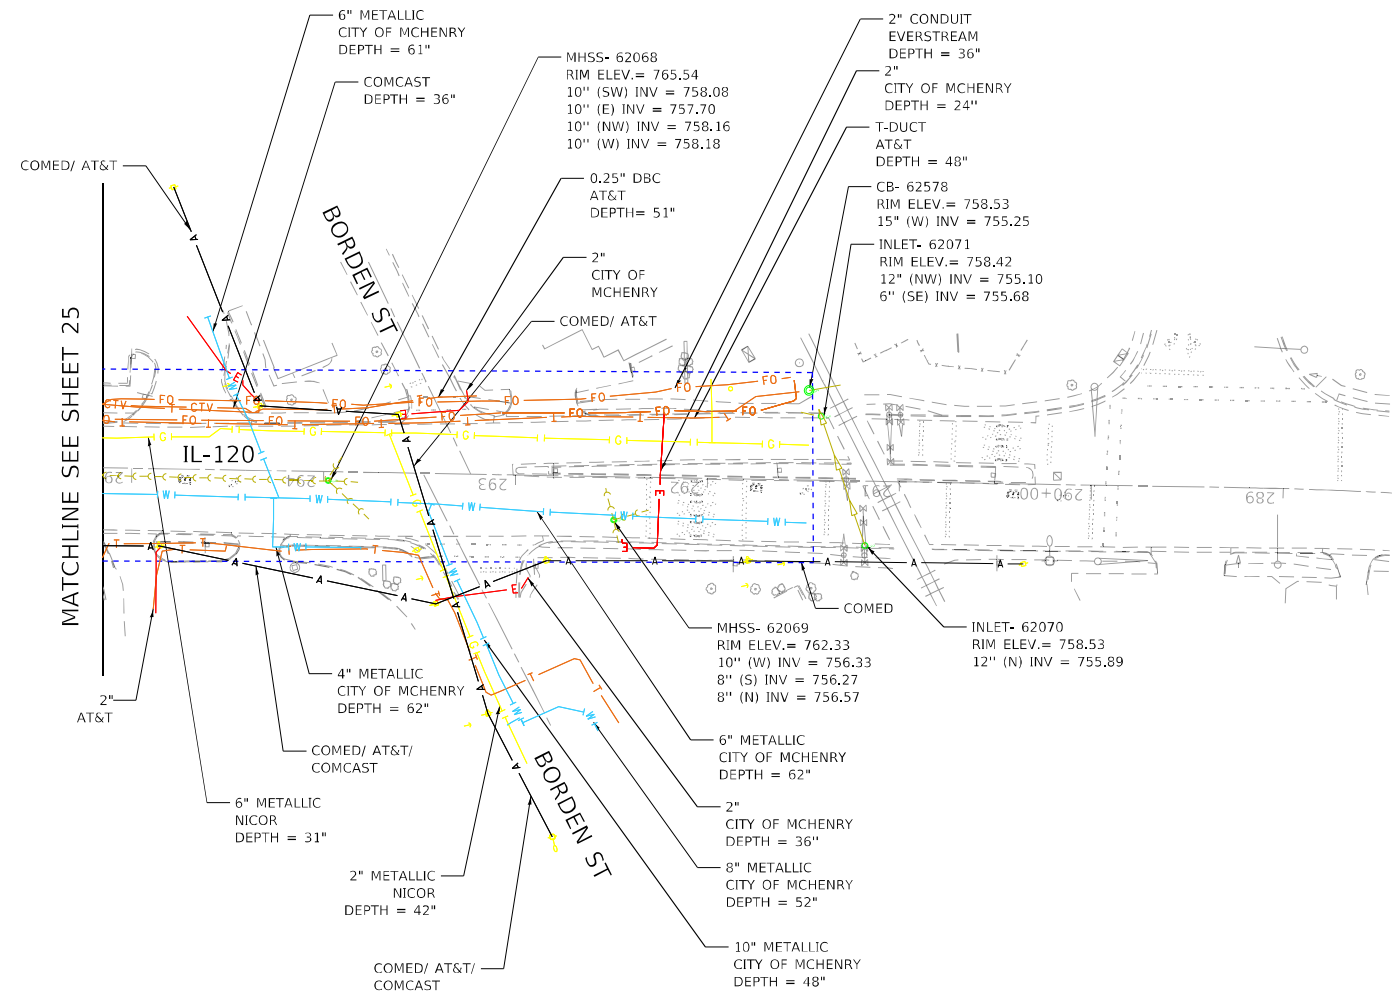 6" METALLIC
CITY OF MCHENRY
DEPTH = 61"
COMCAST
DEPTH = 36"
COMED/ AT&T
MHSS- 62068
RIM ELEV.= 765.54
10" (SW) INV = 758.08
10" (E) INV = 757.70
10" (NW) INV = 758.16
10" (W) INV = 758.18
0.25" DBC
AT&T
DEPTH= 51"
2"
CITY OF
MCHENRY
COMED/ AT&T
2" CONDUIT
EVERSTREAM
DEPTH = 36"
2"
CITY OF MCHENRY
DEPTH = 24"
T-DUCT
AT&T
DEPTH = 48"
CB- 62578
RIM ELEV.= 758.53
15" (W) INV = 755.25
INLET- 62071
RIM ELEV.= 758.42
12" (NW) INV = 755.10
6" (SE) INV = 755.68
BORDEN ST
MATCHLINE SEE SHEET 25
IL-120
294
293
292
291
290+00
289
2"
AT&T
4" METALLIC
CITY OF MCHENRY
DEPTH = 62"
COMED/ AT&T/
COMCAST
6" METALLIC
NICOR
DEPTH = 31"
2" METALLIC
NICOR
DEPTH = 42"
COMED/ AT&T/
COMCAST
BORDEN ST
COMED
MHSS- 62069
RIM ELEV.= 762.33
10" (W) INV = 756.33
8" (S) INV = 756.27
8" (N) INV = 756.57
INLET- 62070
RIM ELEV.= 758.53
12" (N) INV = 755.89
6" METALLIC
CITY OF MCHENRY
DEPTH = 62"
2"
CITY OF MCHENRY
DEPTH = 36"
8" METALLIC
CITY OF MCHENRY
DEPTH = 52"
10" METALLIC
CITY OF MCHENRY
DEPTH = 48"